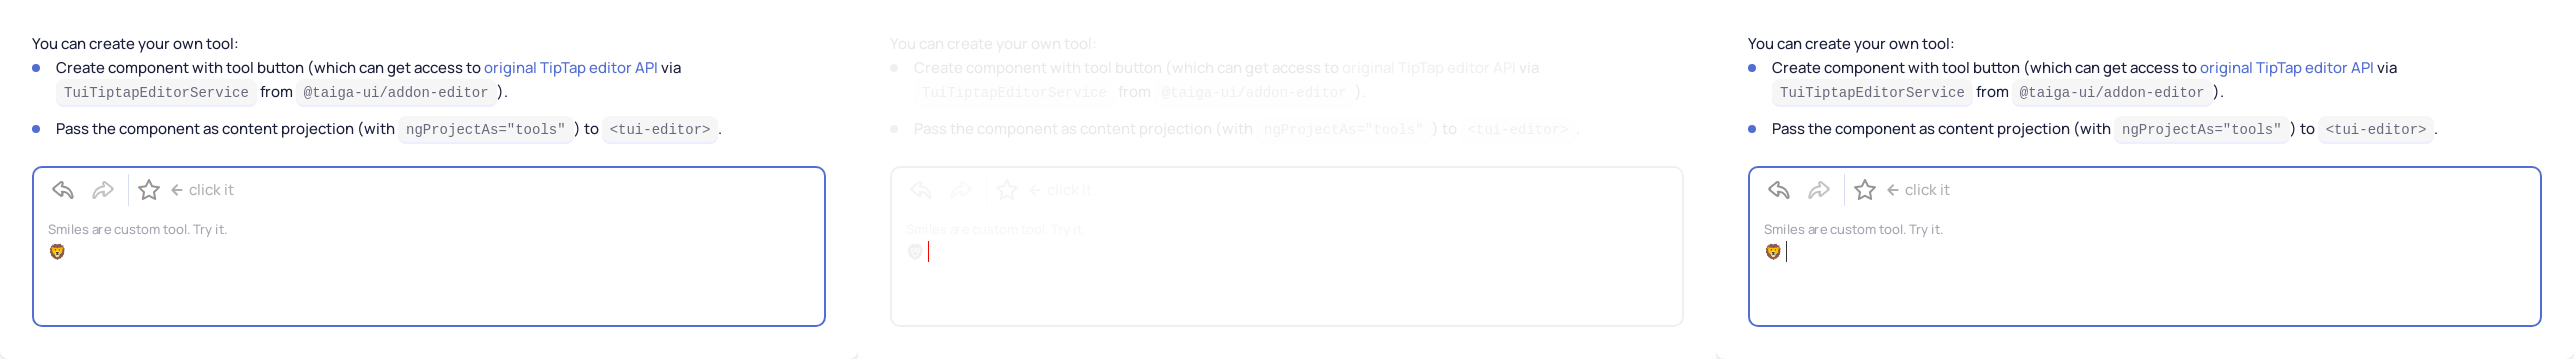 You can create your own tool:
Create component with tool button (which can get access to original TipTap editor API via
TuiTiptapEditorService from @taiga-ui/addon-editor ).
Pass the component as content projection (with ngProjectAs="tools" ) to <tui-editor> .
← click it
Smiles are custom tool. Try it.
🦁
You can create your own tool:
Create component with tool button (which can get access to original TipTap editor API via
TuiTiptapEditorService from @taiga-ui/addon-editor ).
Pass the component as content projection (with ngProjectAs="tools" ) to <tui-editor> .
← click it
Smiles are custom tool. Try it.
🦁
You can create your own tool:
Create component with tool button (which can get access to original TipTap editor API via
TuiTiptapEditorService from @taiga-ui/addon-editor ).
Pass the component as content projection (with ngProjectAs="tools" ) to <tui-editor> .
← click it
Smiles are custom tool. Try it.
🦁